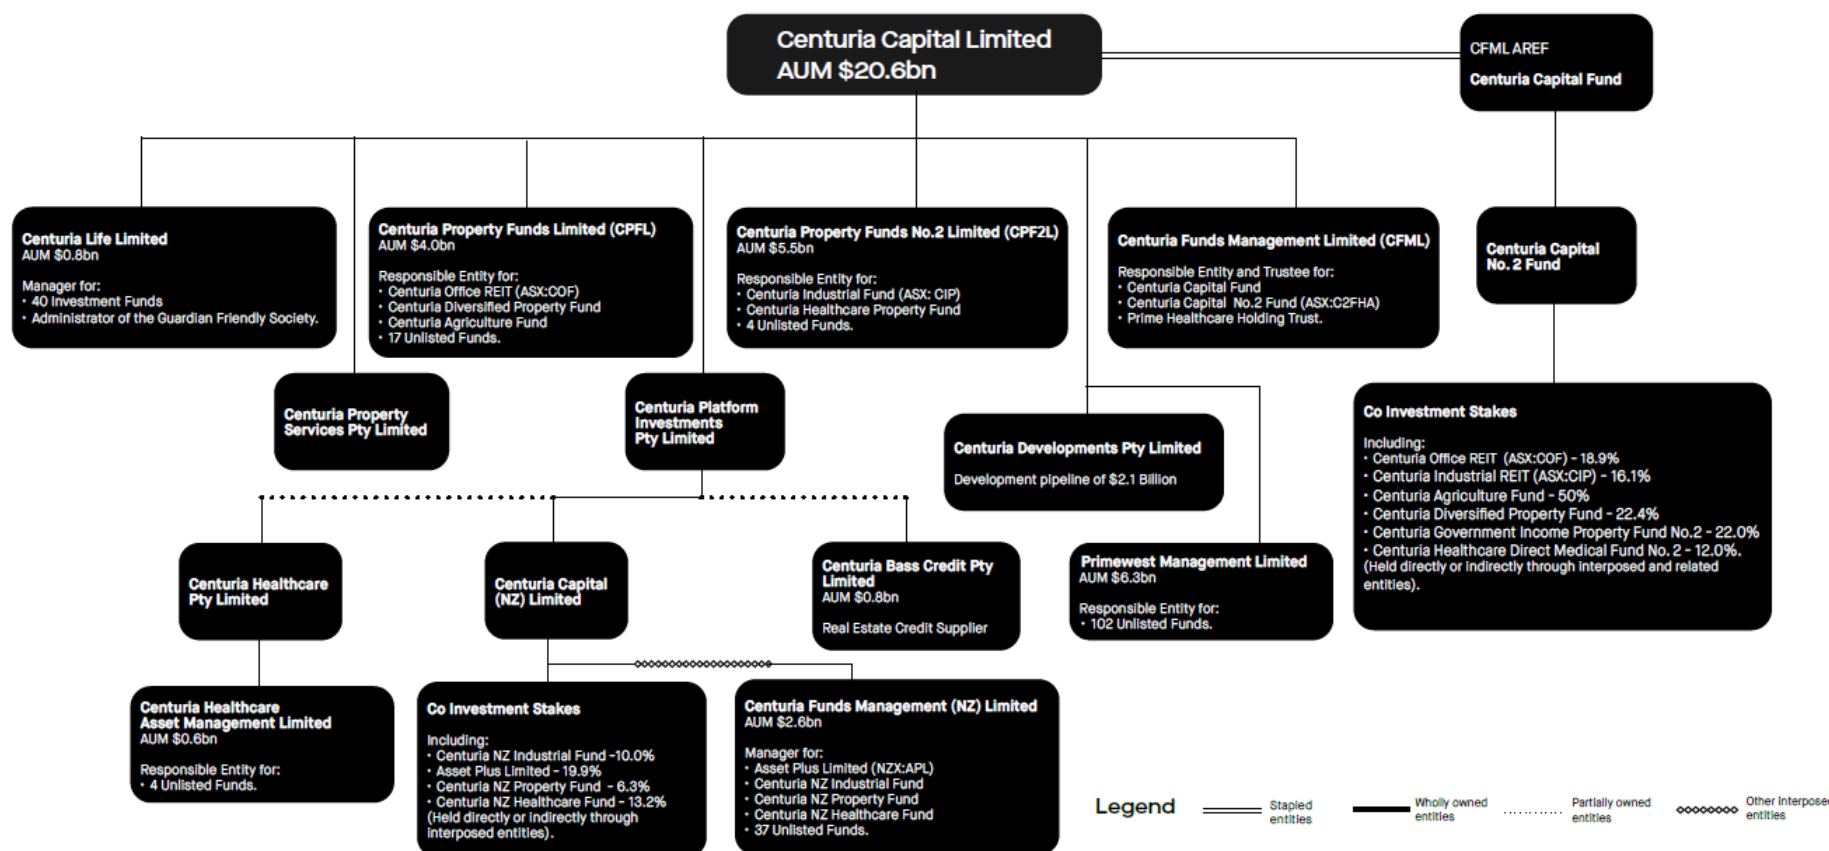 Centuria Capital Limited
AUM $20.6bn
CFML AREF
Centuria Capital Fund
Centuria Life Limited
AUM $0.8bn
Manager for:
• 40 Investment Funds
• Administrator of the Guardian Friendly Society.
Centuria Property Funds Limited (CPFL)
AUM $4.0bn
Responsible Entity for:
• Centuria Office REIT (ASX:COF)
• Centuria Diversified Property Fund
• Centuria Agriculture Fund
• 17 Unlisted Funds.
Centuria Property Funds No.2 Limited (CPF2L)
AUM $5.5bn
Responsible Entity for:
• Centuria Industrial Fund (ASX: CIP)
• Centuria Healthcare Property Fund
• 4 Unlisted Funds.
Centuria Funds Management Limited (CFML)
Responsible Entity and Trustee for:
• Centuria Capital Fund
• Centuria Capital No.2 Fund (ASX:C2FHA)
• Prime Healthcare Holding Trust.
Centuria Capital
No. 2 Fund
Centuria Property
Services Pty Limited
Centuria Platform
Investments
Pty Limited
Centuria Developments Pty Limited
Development pipeline of $2.1 Billion
Co Investment Stakes
Including:
• Centuria Office REIT (ASX:COF) - 18.9%
• Centuria Industrial REIT (ASX:CIP) - 16.1%
• Centuria Agriculture Fund - 50%
• Centuria Diversified Property Fund - 22.4%
• Centuria Government Income Property Fund No.2 - 22.0%
• Centuria Healthcare Direct Medical Fund No. 2 - 12.0%.
(Held directly or indirectly through interposed and related
entities).
Centuria Healthcare
Pty Limited
Centuria Capital
(NZ) Limited
Centuria Bass Credit Pty
Limited
AUM $0.8bn
Real Estate Credit Supplier
Primewest Management Limited
AUM $6.3bn
Responsible Entity for:
• 102 Unlisted Funds.
Centuria Healthcare
Asset Management Limited
AUM $0.6bn
Responsible Entity for:
• 4 Unlisted Funds.
Co Investment Stakes
Including:
• Centuria NZ Industrial Fund -10.0%
• Asset Plus Limited - 19.9%
• Centuria NZ Property Fund - 6.3%
• Centuria NZ Healthcare Fund - 13.2%
(Held directly or indirectly through
interposed entities).
Centuria Funds Management (NZ) Limited
AUM $2.6bn
Manager for:
• Asset Plus Limited (NZX:APL)
• Centuria NZ Industrial Fund
• Centuria NZ Property Fund
• Centuria NZ Healthcare Fund
• 37 Unlisted Funds.
Legend
Stapled
entities
Wholly owned
entities
Partially owned
entities
Other Interpose
entities